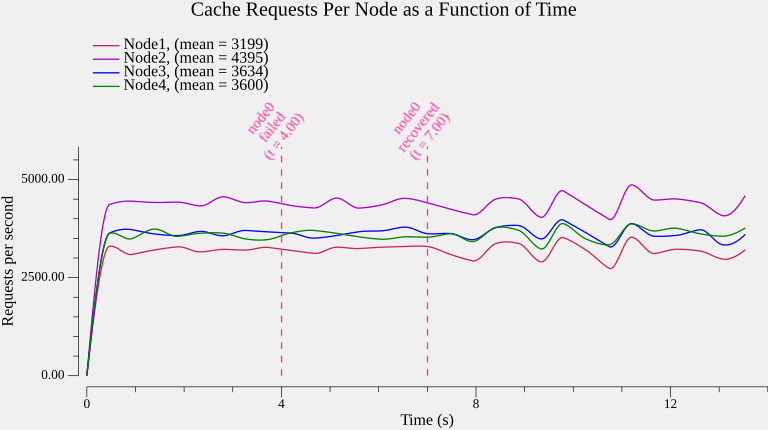 Cache Requests Per Node as a Function of Time
Node1, (mean = 3199)
Node2, (mean = 4395)
Node3, (mean = 3634)
Node4, (mean = 3600)
node0
failed
(t = 4.00)
node0
recovered
(t = 7.00)
Requests per second
5000.00
2500.00
0.00
0 4 8 12
Time (s)